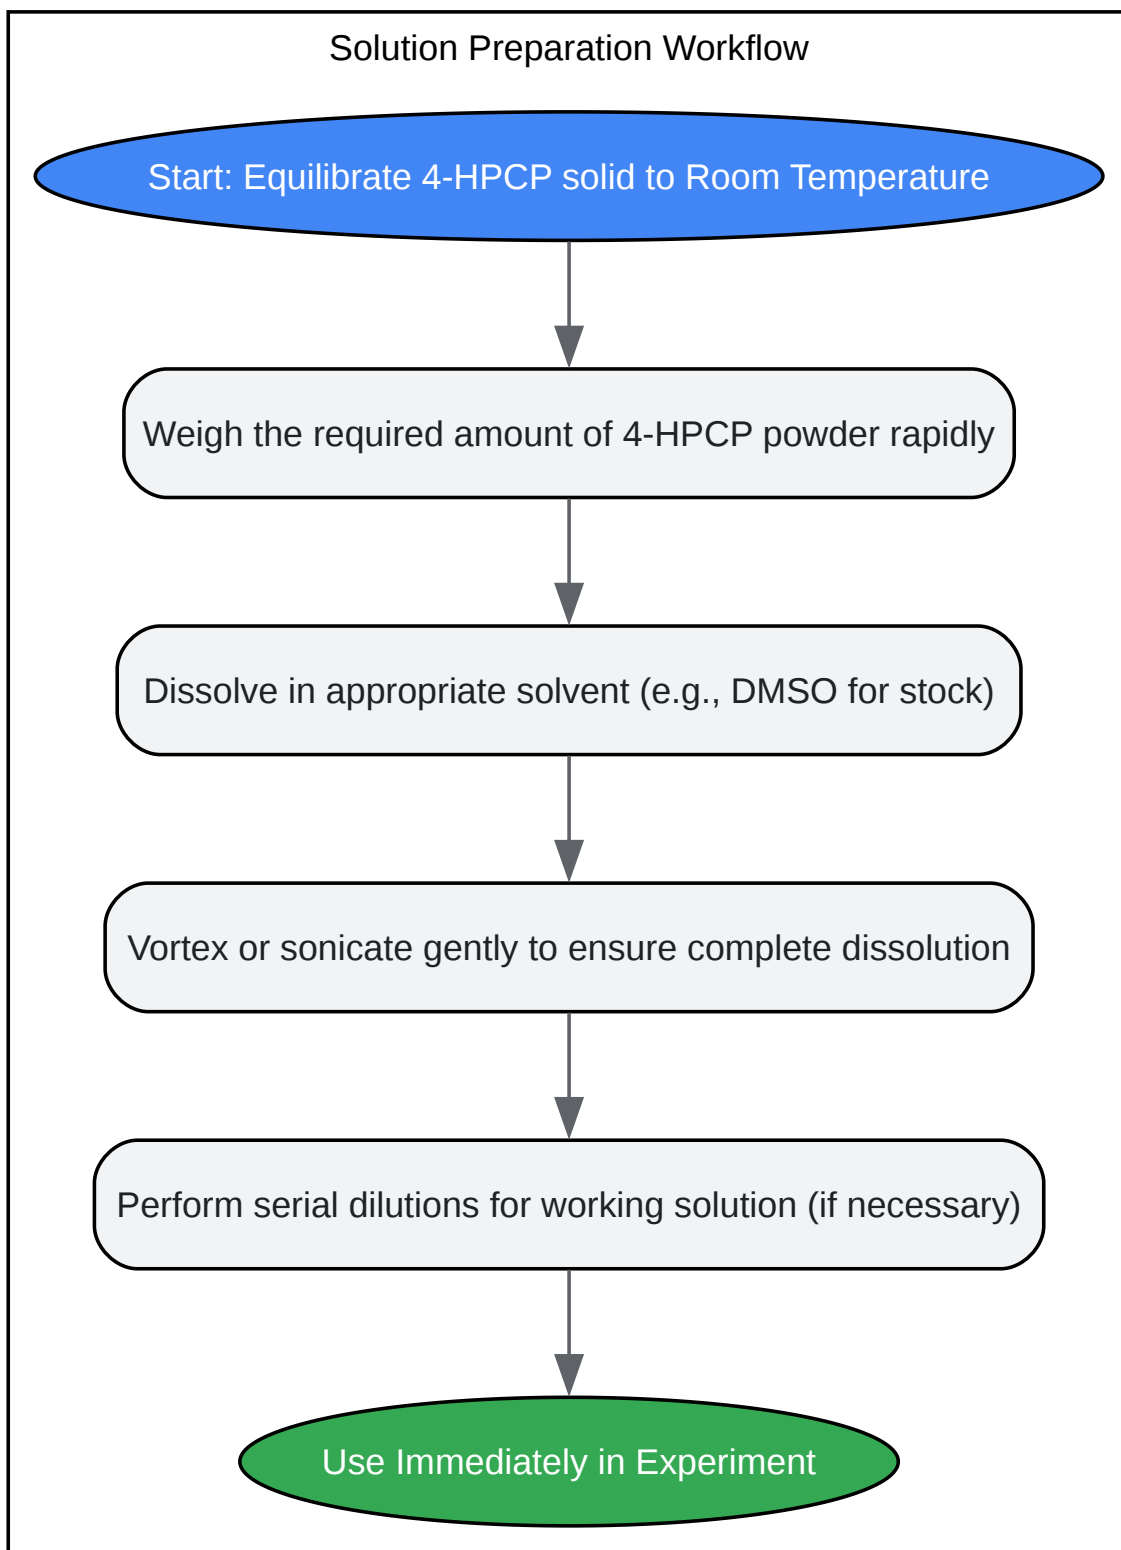 Solution Preparation Workflow
Start: Equilibrate 4-HPCP solid to Room Temperature
Weigh the required amount of 4-HPCP powder rapidly
Dissolve in appropriate solvent (e.g., DMSO for stock)
Vortex or sonicate gently to ensure complete dissolution
Perform serial dilutions for working solution (if necessary)
Use Immediately in Experiment